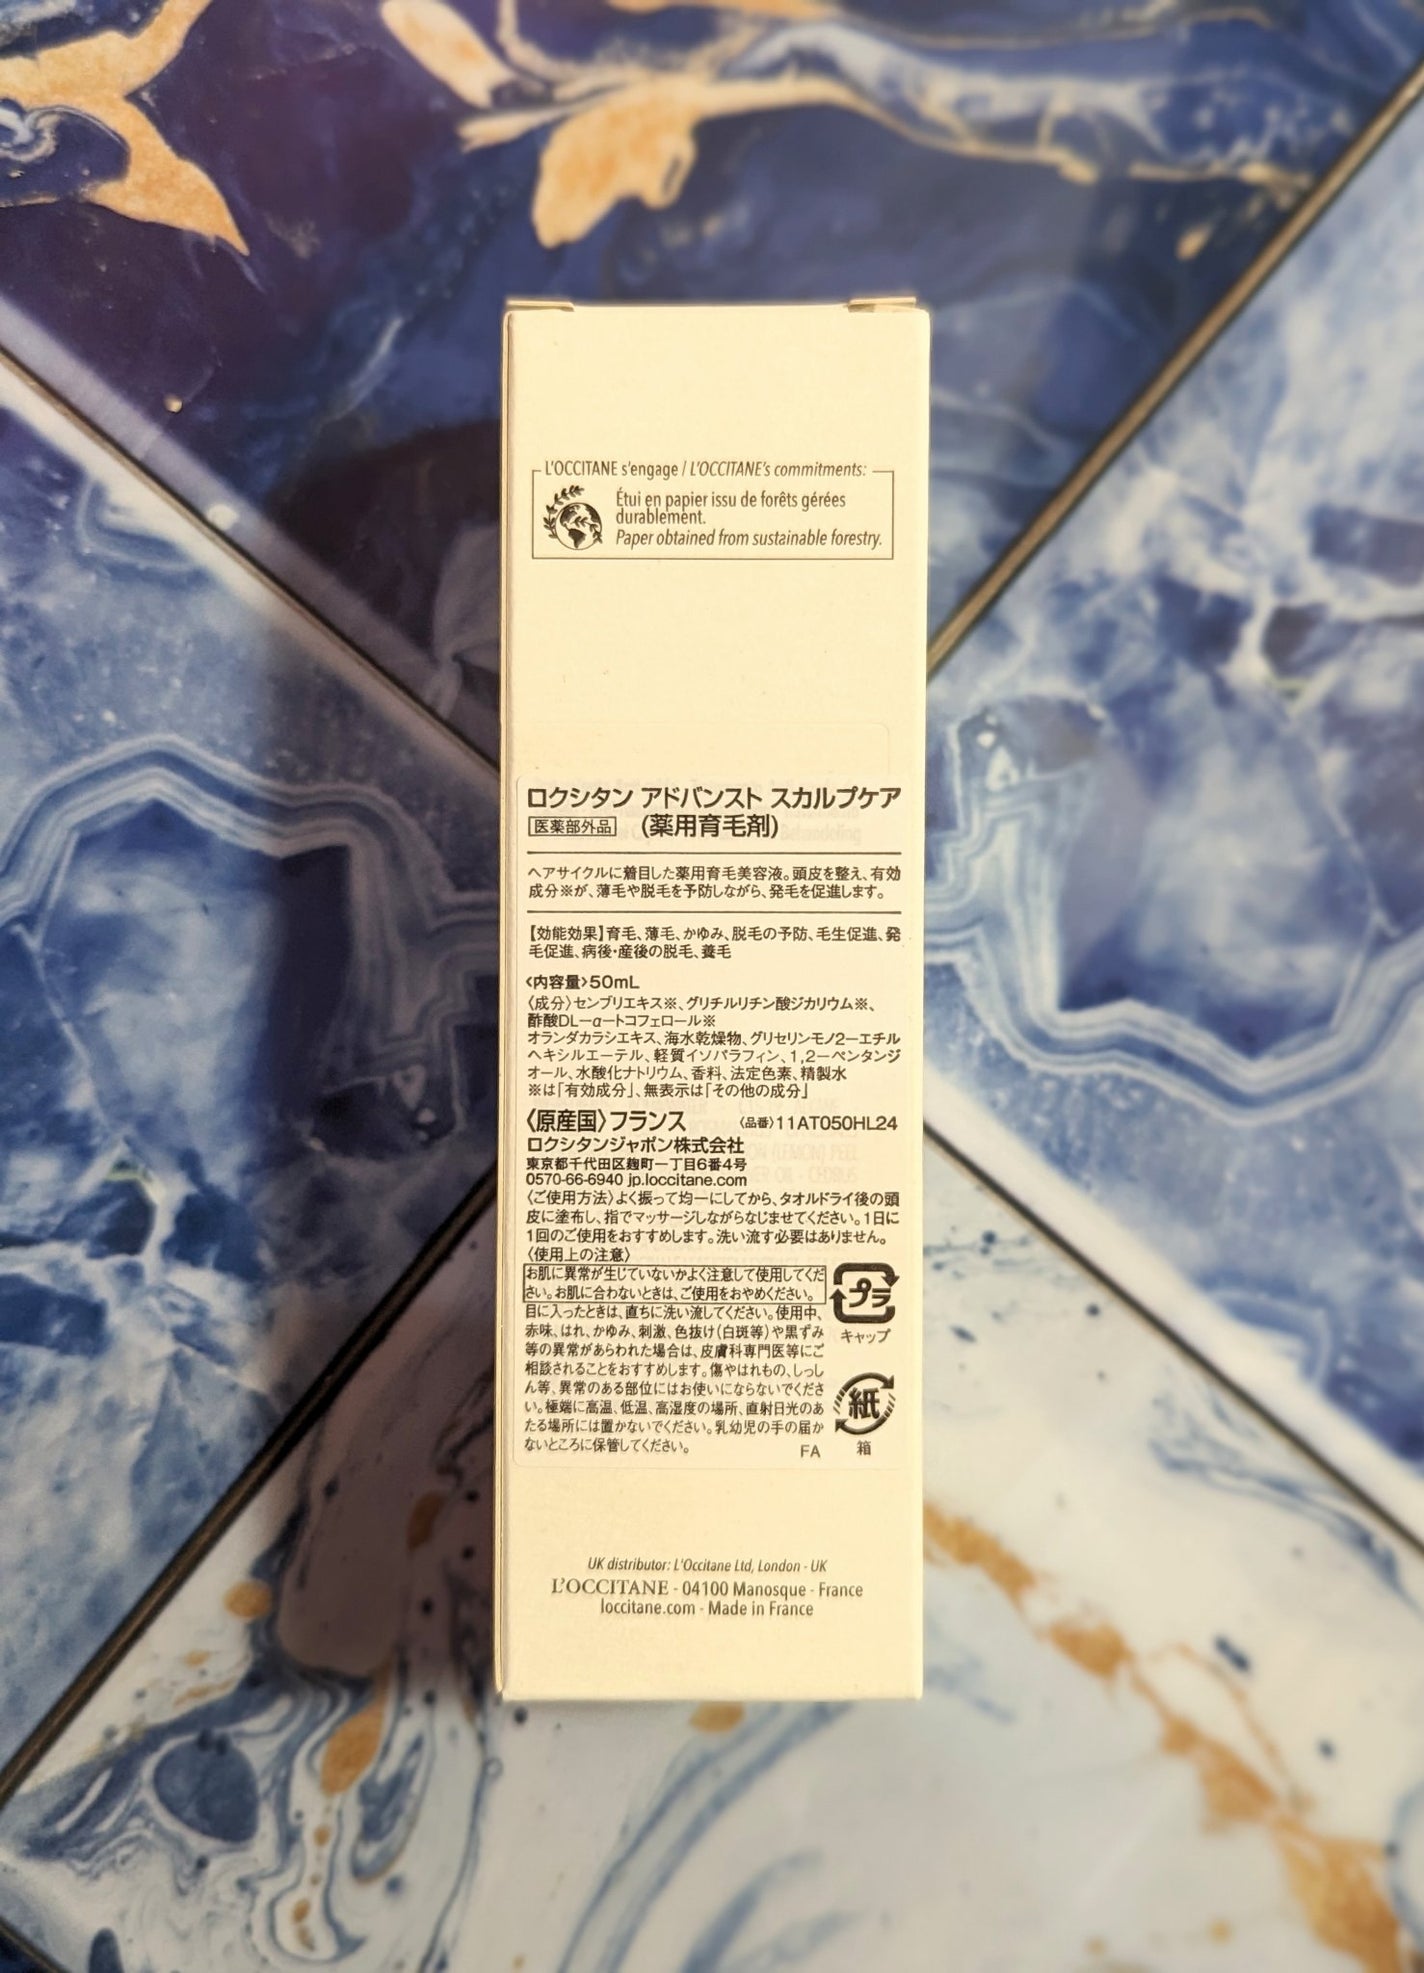 L'OCCITANE s'engage / L'OCCITANE's commitments:
Étui en papier issu de forêts gérées
durablement.
Paper obtained from sustainable forestry.
ロクシタン アドバンスト スカルプケア
医薬部外品 (薬用育毛剤)
ヘアサイクルに着目した薬用育毛美容液。頭皮を整え、有効
成分※が、薄毛や脱毛を予防しながら、発毛を促進します。
【効能効果】育毛、薄毛、かゆみ、脱毛の予防、毛生促進、発
毛促進、病後・産後の脱毛、養毛
〈内容量〉50mL
〈成分〉センブリエキス※、グリチルリチン酸ジカリウム※、
酢酸DL－α－トコフェロール※
オランダカラシエキス、海水乾燥物、グリセリンモノ2－エチル
ヘキシルエーテル、軽質イソパラフィン、1,2－ペンタンジ
オール、水酸化ナトリウム、香料、法定色素、精製水
※は「有効成分」、無表示は「その他の成分」
〈原産国〉フランス 〈品番〉11AT050HL24
ロクシタンジャポン株式会社
東京都千代田区麹町一丁目6番4号
0570-66-6940 jp.loccitane.com
〈ご使用方法〉よく振って均一にしてから、タオルドライ後の頭
皮に塗布し、指でマッサージしながらなじませてください。1日に
1回のご使用をおすすめします。洗い流す必要はありません。
〈使用上の注意〉
お肌に異常が生じていないかよく注意して使用してくだ
さい。お肌に合わないときは、ご使用をおやめください。
目に入ったときは、直ちに洗い流してください。使用中、
赤味、はれ、かゆみ、刺激、色抜け(白斑等)や黒ずみ
等の異常があらわれた場合は、皮膚科専門医等にご
相談されることをおすすめします。傷やはれもの、しっし
ん等、異常のある部位にはお使いにならないでくださ
い。極端に高温、低温、高湿度の場所、直射日光のあ
たる場所には置かないでください。乳幼児の手の届か
ないところに保管してください。
FA
プラ
キャップ
紙
箱
UK distributor: L'Occitane Ltd, London - UK
L'OCCITANE - 04100 Manosque - France
loccitane.com - Made in France